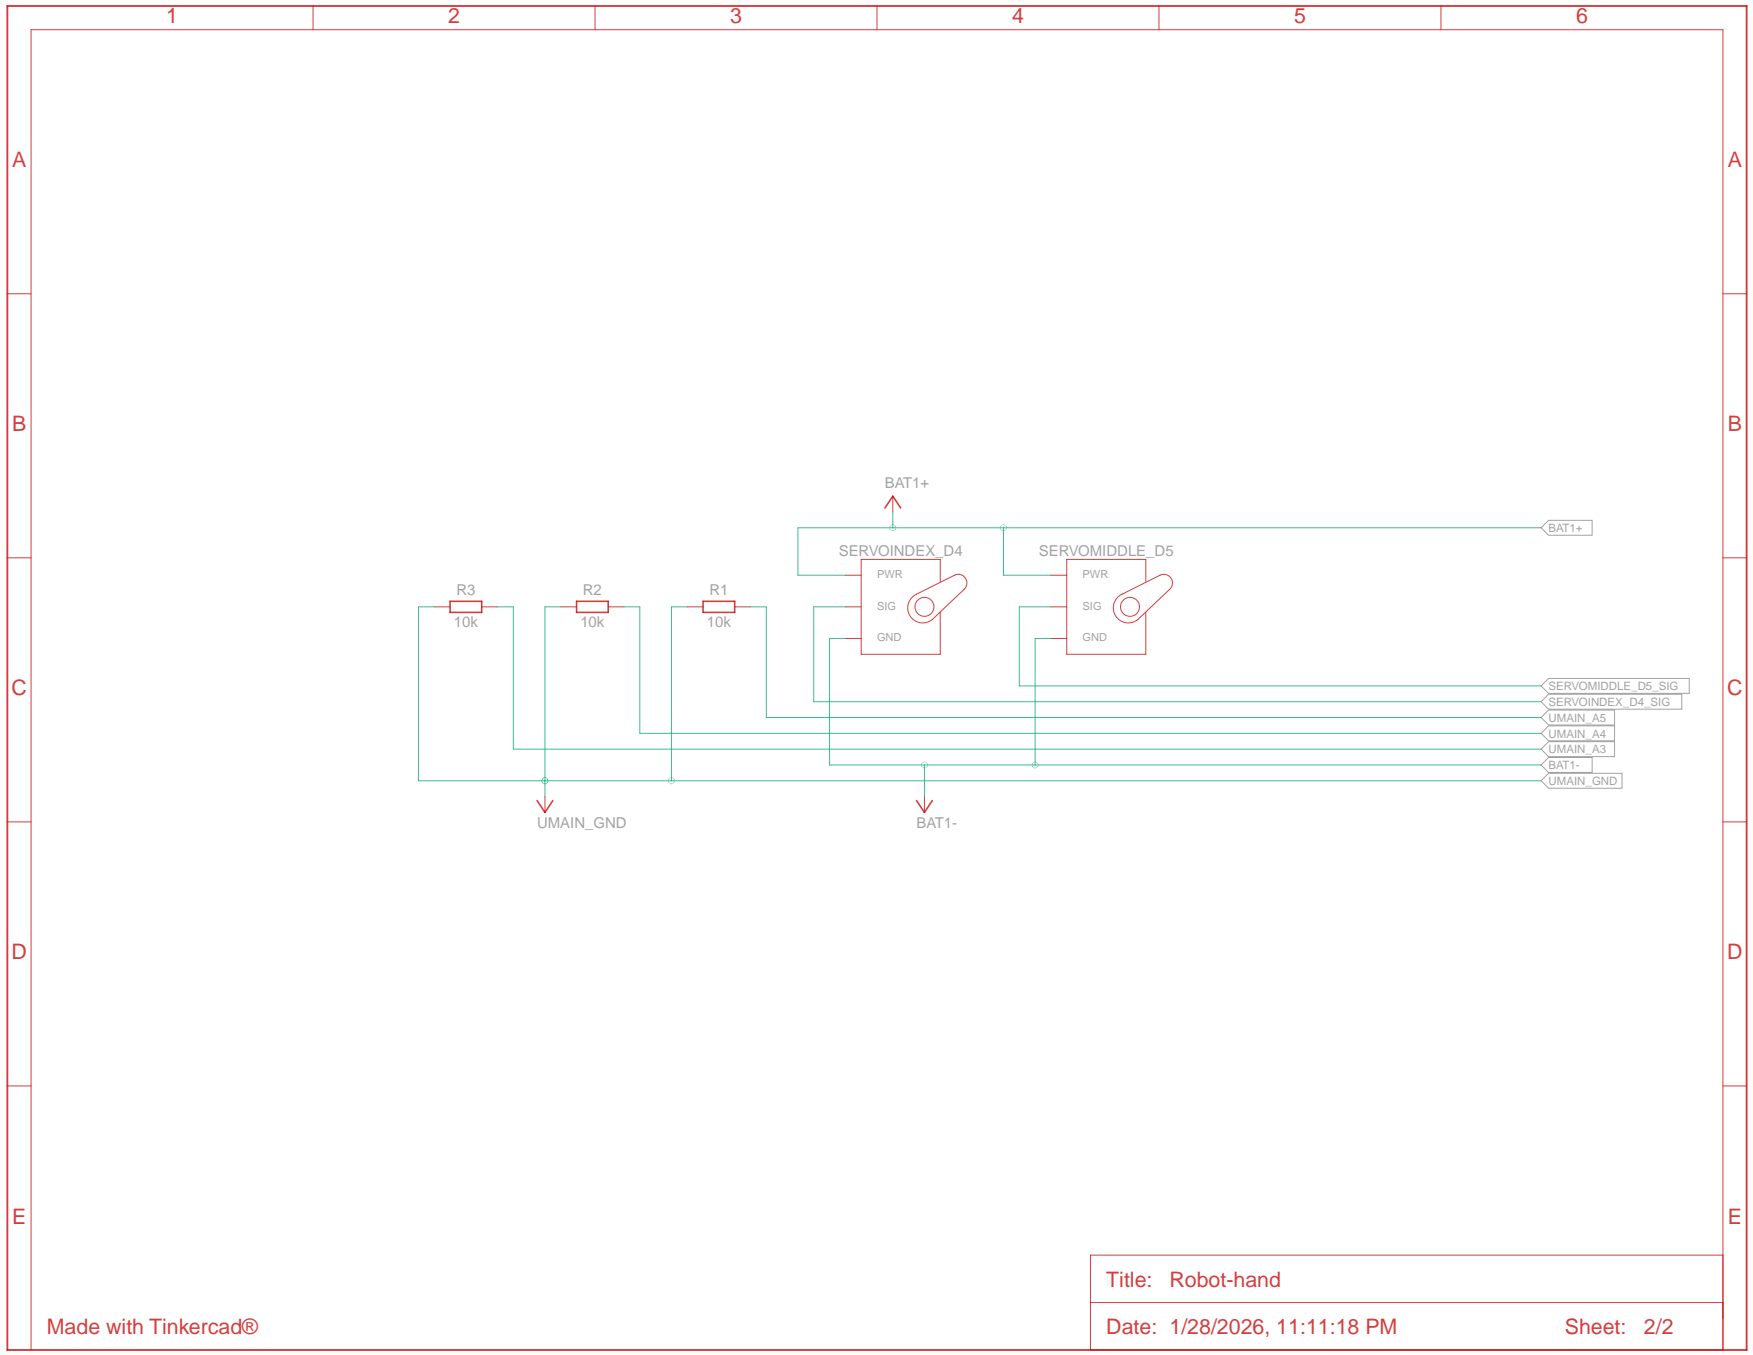 1 2 3 4 5 6
A A
B B
BAT1+
BAT1+
SERVOINDEX_D4 SERVOMIDDLE_D5
PWR PWR
R3 R2 R1
SIG SIG
10k 10k 10k
GND GND
C C
SERVOMIDDLE_D5_SIG
SERVOINDEX_D4_SIG
UMAIN_A5
UMAIN_A4
UMAIN_A3
BAT1-
UMAIN_GND
UMAIN_GND BAT1-
D D
E E
Title: Robot-hand
Made with Tinkercad® Date: 1/28/2026, 11:11:18 PM Sheet: 2/2